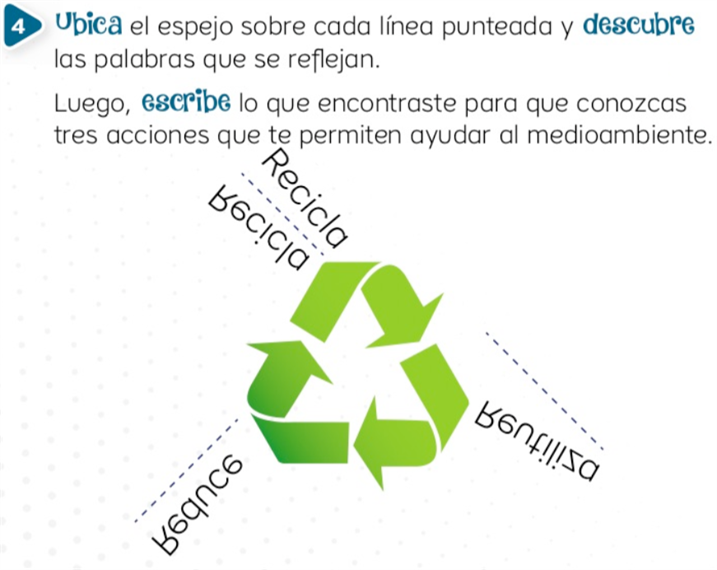 4 Ubica el espejo sobre cada línea punteada y descubre
las palabras que se reflejan.
Luego, escribe lo que encontraste para que conozcas
tres acciones que te permiten ayudar al medioambiente.
Recicla
Recicla
Reutiliza
Reduce